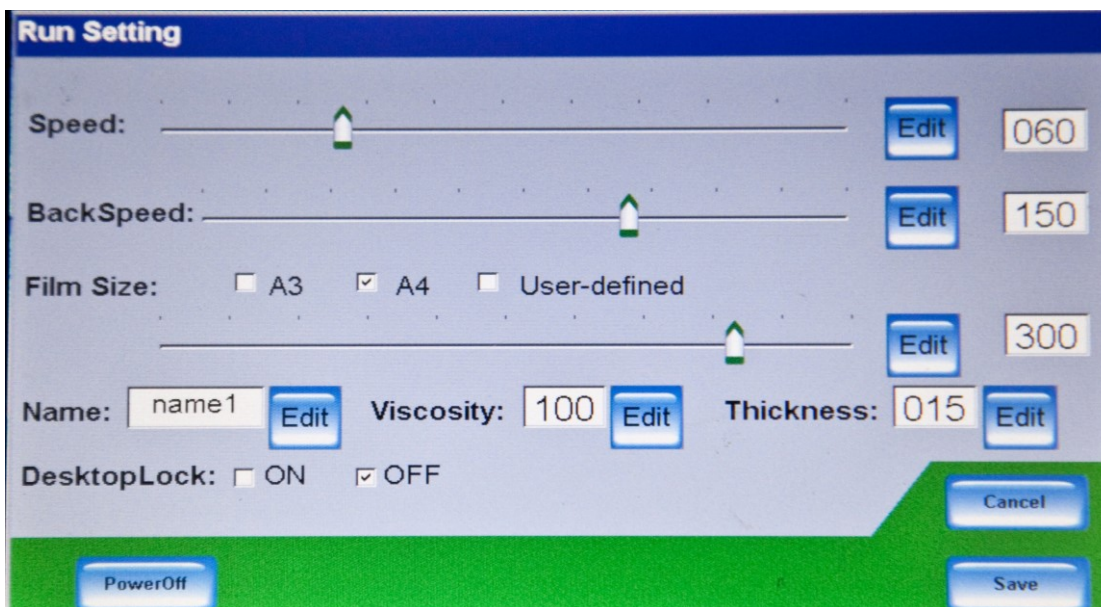 Run Setting
Speed: Edit 060
BackSpeed: Edit 150
Film Size: A3 A4 User-defined
Edit 300
Name: name1 Edit Viscosity: 100 Edit Thickness: 015 Edit
DesktopLock: ON OFF
Cancel
PowerOff Save